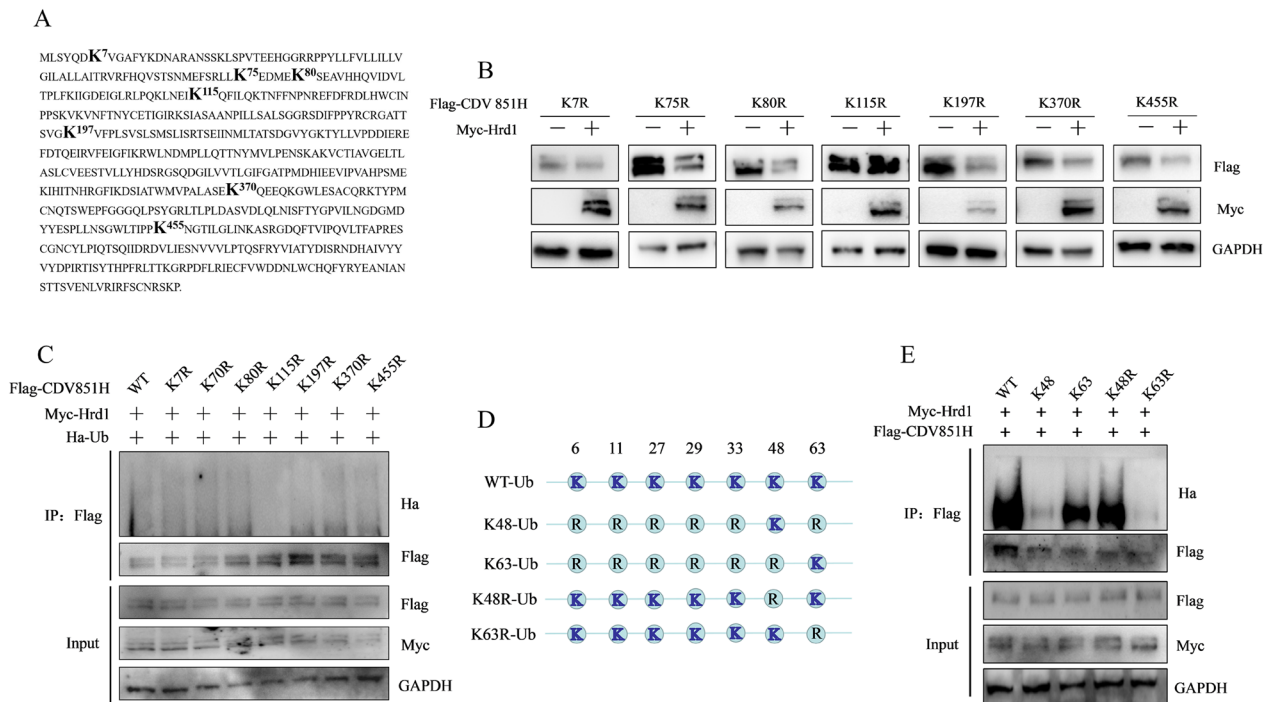 A
MLSYQDK⁷VGAFYKDNARANSSKLSPVTEEHGGRRPPYLLFVLLILLV
GILALLAITRVRFHQVSTSNMEFSRLLK⁷⁵EDMEK⁸⁰SEAVHHQVIDVL
TPLFKIIGDEIGLRLPQKLNEIK¹¹⁵QFILQKTNFFNPNREFDFRDLHWCIN
PPSKVKVNFTNYCETIGIRKSIASAANPILLSALSGGRSDIFPPYRCRGATT
SVGK¹⁹⁷VFPLSVSLSMSLISRTSEIINMLTATSDGVYGKTYLLVPDDIERE
FDTQEIRVFEIGFIKRWLNDMPLLQTTNYMVLPENSKAKVCTIAVGELTL
ASLCVEESTVLLYHDSRGSQDGILVVTLGIFGATPMDHIEEVIPVAHPSME
KIHITNHRGFIKDSIATWMVPALASEK³⁷⁰QEEQKGWLESACQRKTYPM
CNQTSWEPFGGGQLPSYGRLTLPLDASVDLQLNISFTYGPVILNGDGMD
YYESPLLNSGWLTIPPK⁴⁵⁵NGTILGLINKASRGDQFTVIPQVLTFAPRES
CGNCYLPIQTSQIIDRDVLIESNVVVLPTQSFRYVIATYDISRNDHAIVYY
VYDPIRTISYTHPFRLTTKGRPDFLRIECFVWDDNLWCHQFYRYEANIAN
STTSVENLVRIRFSCNRSKP.
B
Flag-CDV 851H K7R K75R K80R K115R K197R K370R K455R
Myc-Hrd1 − + − + − + − + − + − + − +
Flag
Myc
GAPDH
C
Flag-CDV851H WT K7R K70R K80R K115R K197R K370R K455R
Myc-Hrd1 + + + + + + + +
Ha-Ub + + + + + + + +
IP: Flag
Ha
Flag
Input
Flag
Myc
GAPDH
D
6 11 27 29 33 48 63
WT-Ub K K K K K K K
K48-Ub R R R R R K R
K63-Ub R R R R R R K
K48R-Ub K K K K K R K
K63R-Ub K K K K K K R
E
WT K48 K63 K48R K63R
Myc-Hrd1 + + + + +
Flag-CDV851H + + + + +
IP: Flag
Ha
Flag
Input
Flag
Myc
GAPDH